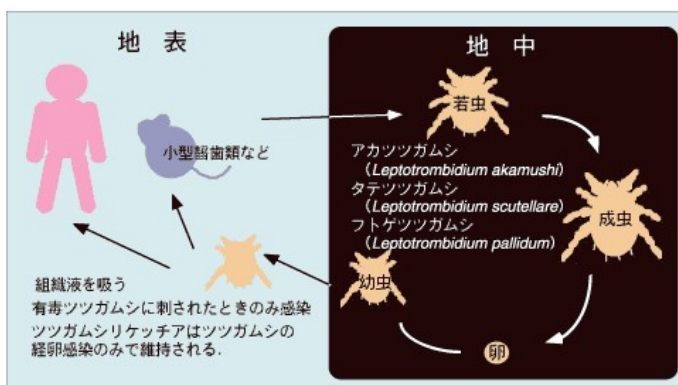 地 表
地 中
若虫
小型齧歯類など
アカツツガムシ
(Leptotrombidium akamushi)
タテツツガムシ
(Leptotrombidium scutellare)
フトゲツツガムシ
(Leptotrombidium pallidum)
成虫
幼虫
卵
組織液を吸う
有毒ツツガムシに刺されたときのみ感染
ツツガムシリケッチアはツツガムシの
経卵感染のみで維持される.